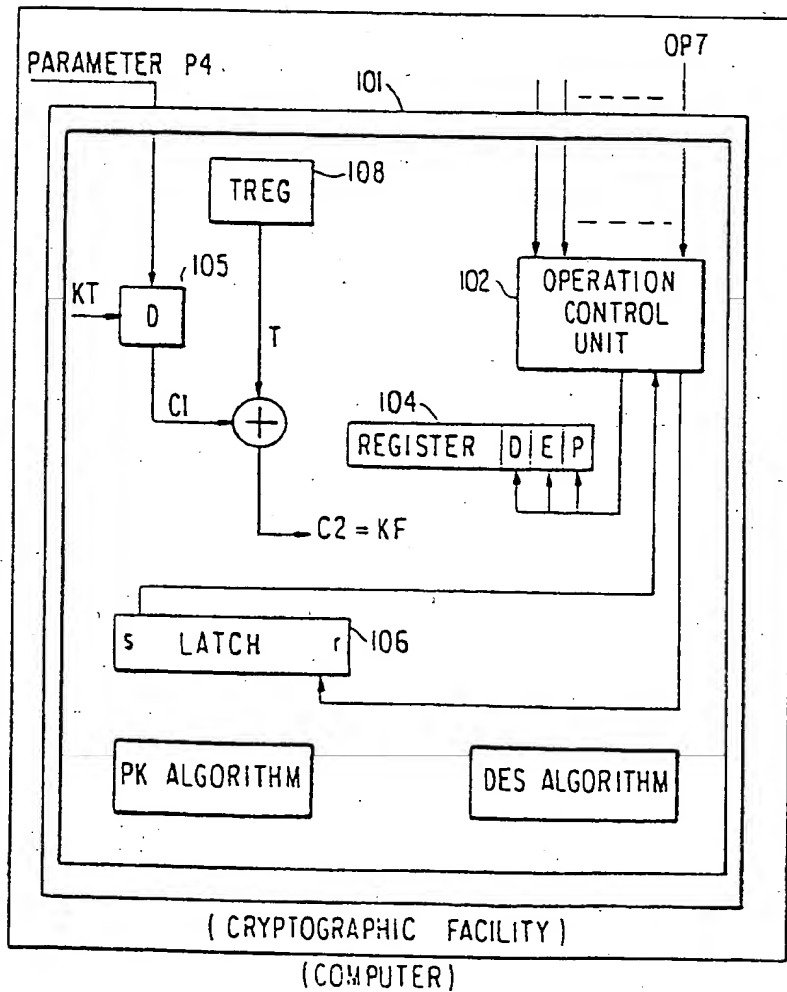 OP7
PARAMETER P4
101
108
TREG
105
102
OPERATION
CONTROL
UNIT
KT
D
T
104
C1
REGISTER D E P
C2 = KF
S LATCH r
106
PK ALGORITHM
DES ALGORITHM
( CRYPTOGRAPHIC FACILITY )
(COMPUTER)